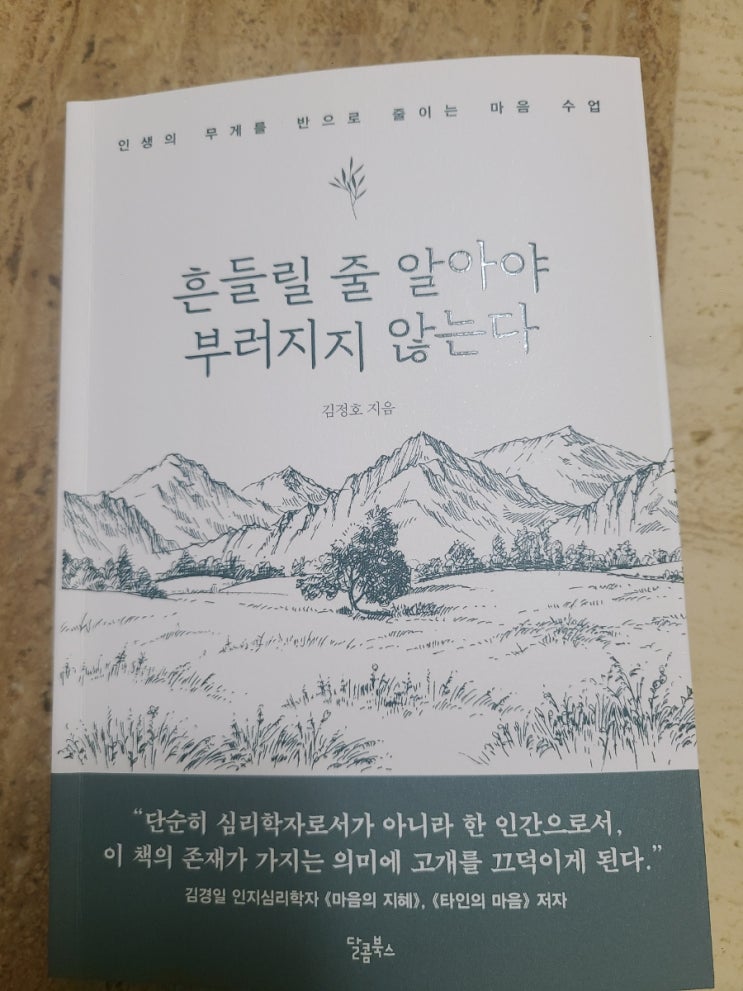 인생의 무게를 반으로 줄이는 마음 수업
흔들릴 줄 알아야
부러지지 않는다
김정호 지음
“단순히 심리학자로서가 아니라 한 인간으로서,
이 책의 존재가 가지는 의미에 고개를 끄덕이게 된다.”
김경일 인지심리학자 《마음의 지혜》, 《타인의 마음》 저자
달콤북스